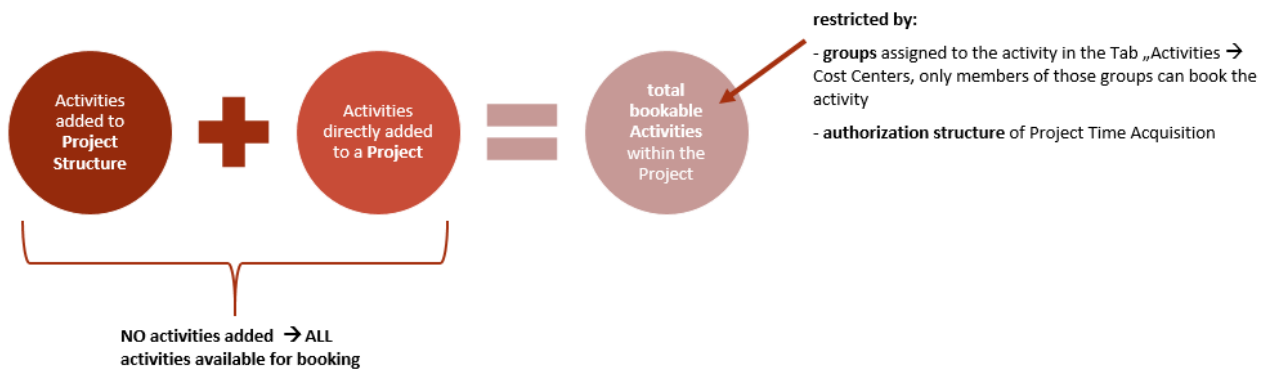 Activities
added to
Project
Structure
Activities
directly added
to a Project
total
bookable
Activities
within the
Project
restricted by:
- groups assigned to the activity in the Tab „Activities →
Cost Centers, only members of those groups can book the
activity
- authorization structure of Project Time Acquisition
NO activities added → ALL
activities available for booking